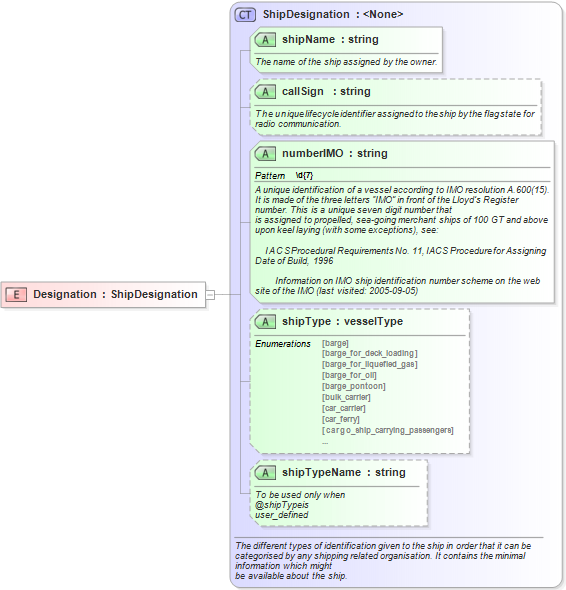 CT ShipDesignation : <None>
A shipName : string
The name of the ship assigned by the owner.
A callSign : string
The unique lifecycle identifier assigned to the ship by the flag state for
radio communication.
A numberIMO : string
Pattern \d{7}
A unique identification of a vessel according to IMO resolution A.600(15).
It is made of the three letters "IMO" in front of the Lloyd's Register
number. This is a unique seven digit number that
is assigned to propelled, sea-going merchant ships of 100 GT and above
upon keel laying (with some exceptions), see:
IACS Procedural Requirements No. 11, IACS Procedure for Assigning
Date of Build, 1996
Information on IMO ship identification number scheme on the web
site of the IMO (last visited: 2005-09-05)
E Designation : ShipDesignation
A shipType : vesselType
Enumerations [barge]
[barge_for_deck_loading]
[barge_for_liquefied_gas]
[barge_for_oil]
[barge_pontoon]
[bulk_carrier]
[car_carrier]
[car_ferry]
[cargo_ship_carrying_passengers]
...
A shipTypeName : string
To be used only when
@shipTypeis
user_defined
The different types of identification given to the ship in order that it can be
categorised by any shipping related organisation. It contains the minimal
information which might
be available about the ship.